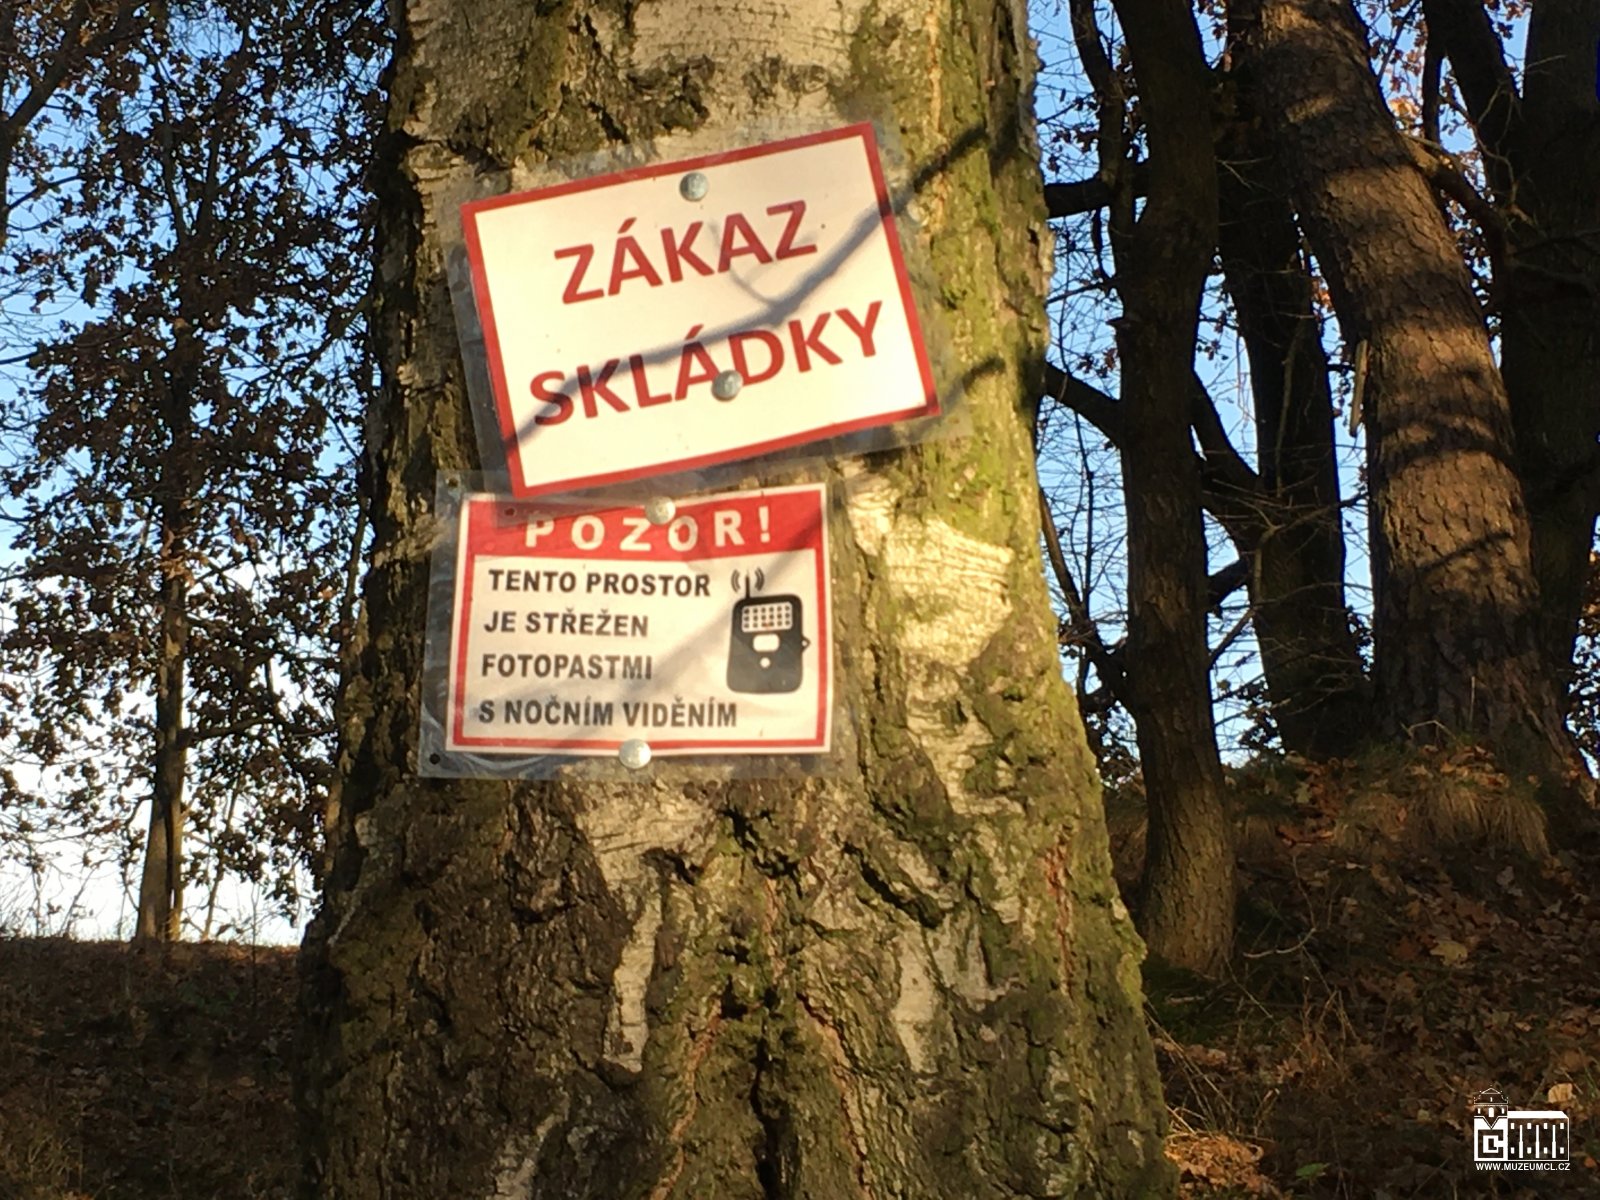 ZÁKAZ
SKLÁDKY
POZOR!
TENTO PROSTOR
JE STŘEŽEN
FOTOPASTMI
S NOČNÍM VIDĚNÍM
WWW.MUZEUMCL.CZ